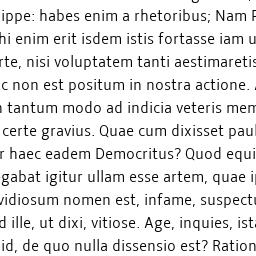 ippe: habes enim a rhetoribus; Nam P
hi enim erit isdem istis fortasse iam u
rte, nisi voluptatem tanti aestimaretis
c non est positum in nostra actione.
n tantum modo ad indicia veteris mem
certe gravius. Quae cum dixisset paul
r haec eadem Democritus? Quod equi
gabat igitur ullam esse artem, quae ip
vidiosum nomen est, infame, suspectu
d ille, ut dixi, vitiose. Age, inquies, ista
id, de quo nulla dissensio est? Ration